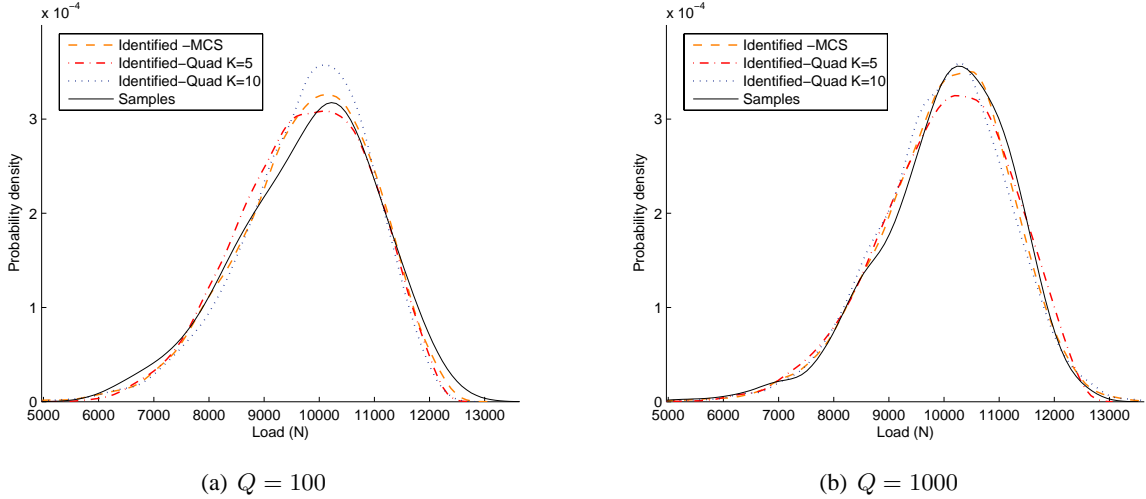 x 10⁻⁴
Identified −MCS
Identified−Quad K=5
Identified−Quad K=10
Samples
3
2
1
0
Probability density
5000 6000 7000 8000 9000 10000 11000 12000 13000
Load (N)
(a) Q = 100
x 10⁻⁴
Identified −MCS
Identified−Quad K=5
Identified−Quad K=10
Samples
3
2
1
0
Probability density
5000 6000 7000 8000 9000 10000 11000 12000 13000
Load (N)
(b) Q = 1000